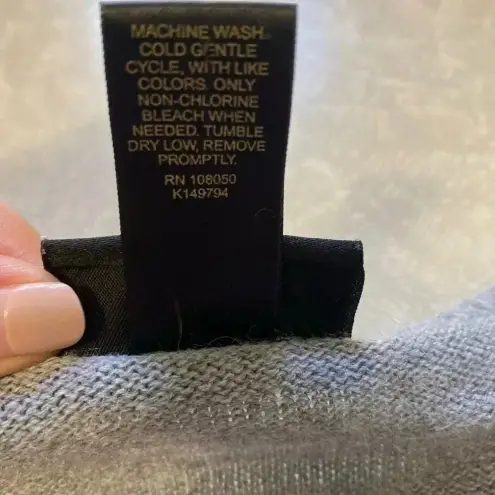 MACHINE WASH
COLD GENTLE
CYCLE, WITH LIKE
COLORS. ONLY
NON-CHLORINE
BLEACH WHEN
NEEDED. TUMBLE
DRY LOW, REMOVE
PROMPTLY.
RN 108050
K149794